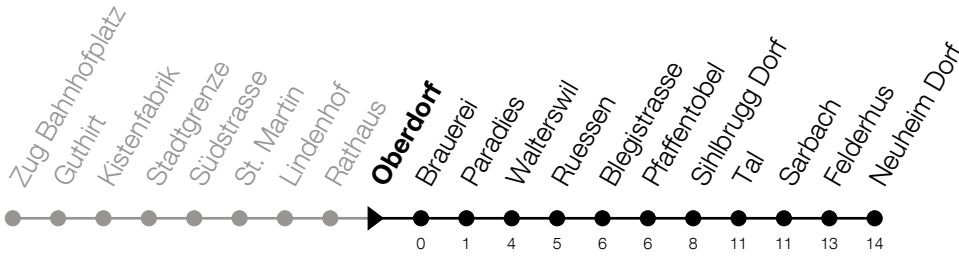 Zug Bahnhofplatz
Guthirt
Kistenfabrik
Stadtgrenze
Südstrasse
St. Martin
Lindenhof
Rathaus
Oberdorf
Brauerei
Paradies
Walterswil
Ruessen
Blegistrasse
Pfaffentobel
Sihlbrugg Dorf
Tal
Sarbach
Felderhus
Neuheim Dorf
0 1 4 5 6 6 8 11 11 13 14